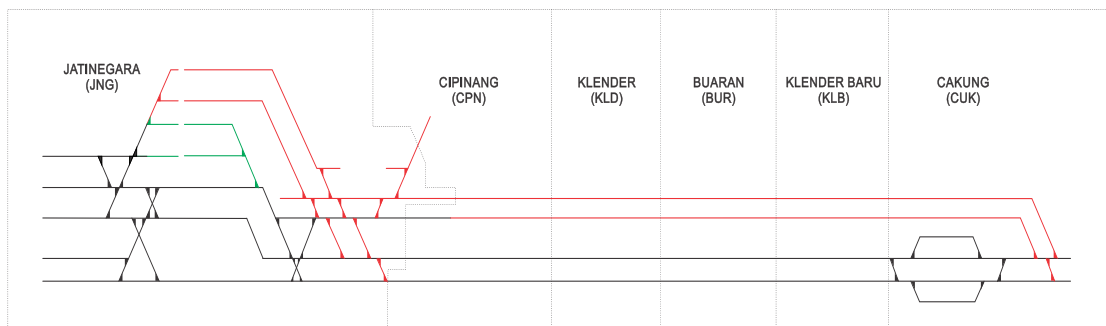 JATINEGARA
(JNG)
CIPINANG
(CPN)
KLENDER
(KLD)
BUARAN
(BUR)
KLENDER BARU
(KLB)
CAKUNG
(CUK)